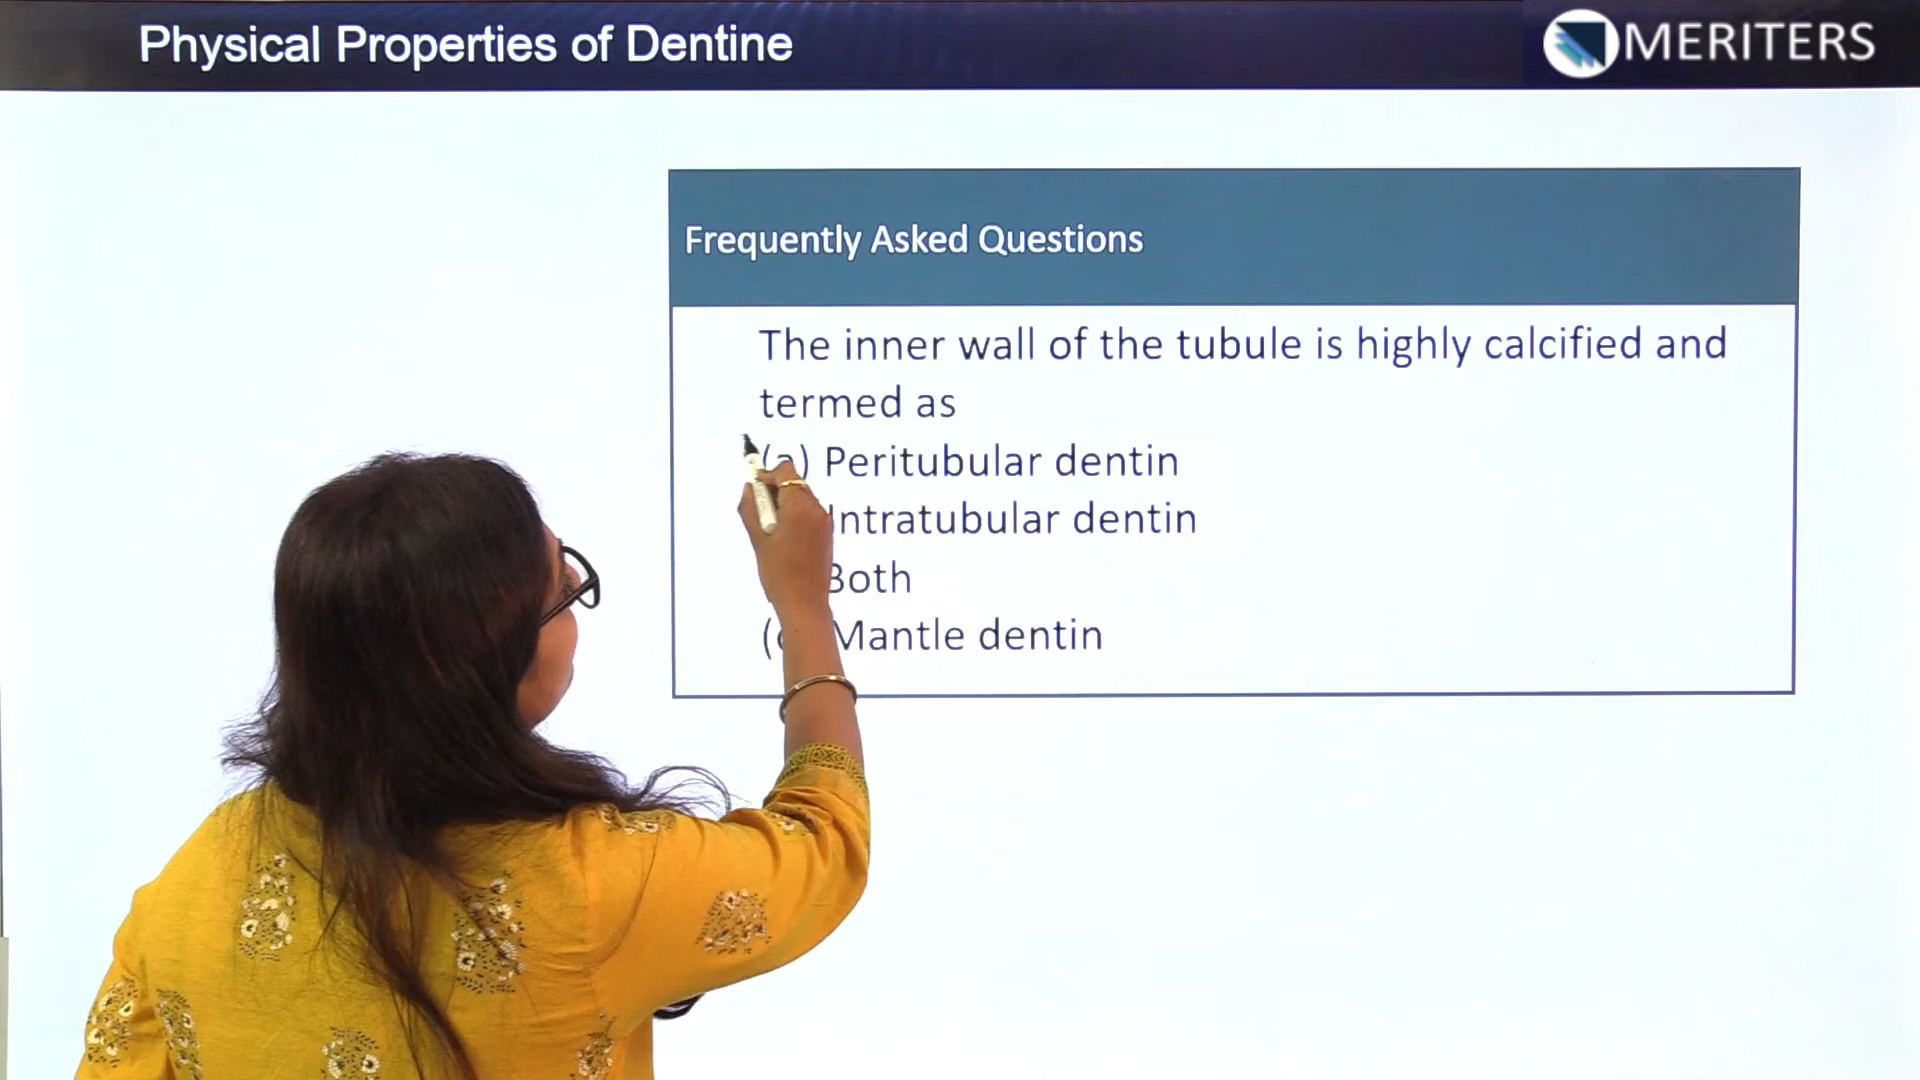 Physical Properties of Dentine
MERITERS
Frequently Asked Questions
The inner wall of the tubule is highly calcified and
termed as
(a) Peritubular dentin
Intratubular dentin
Both
Mantle dentin